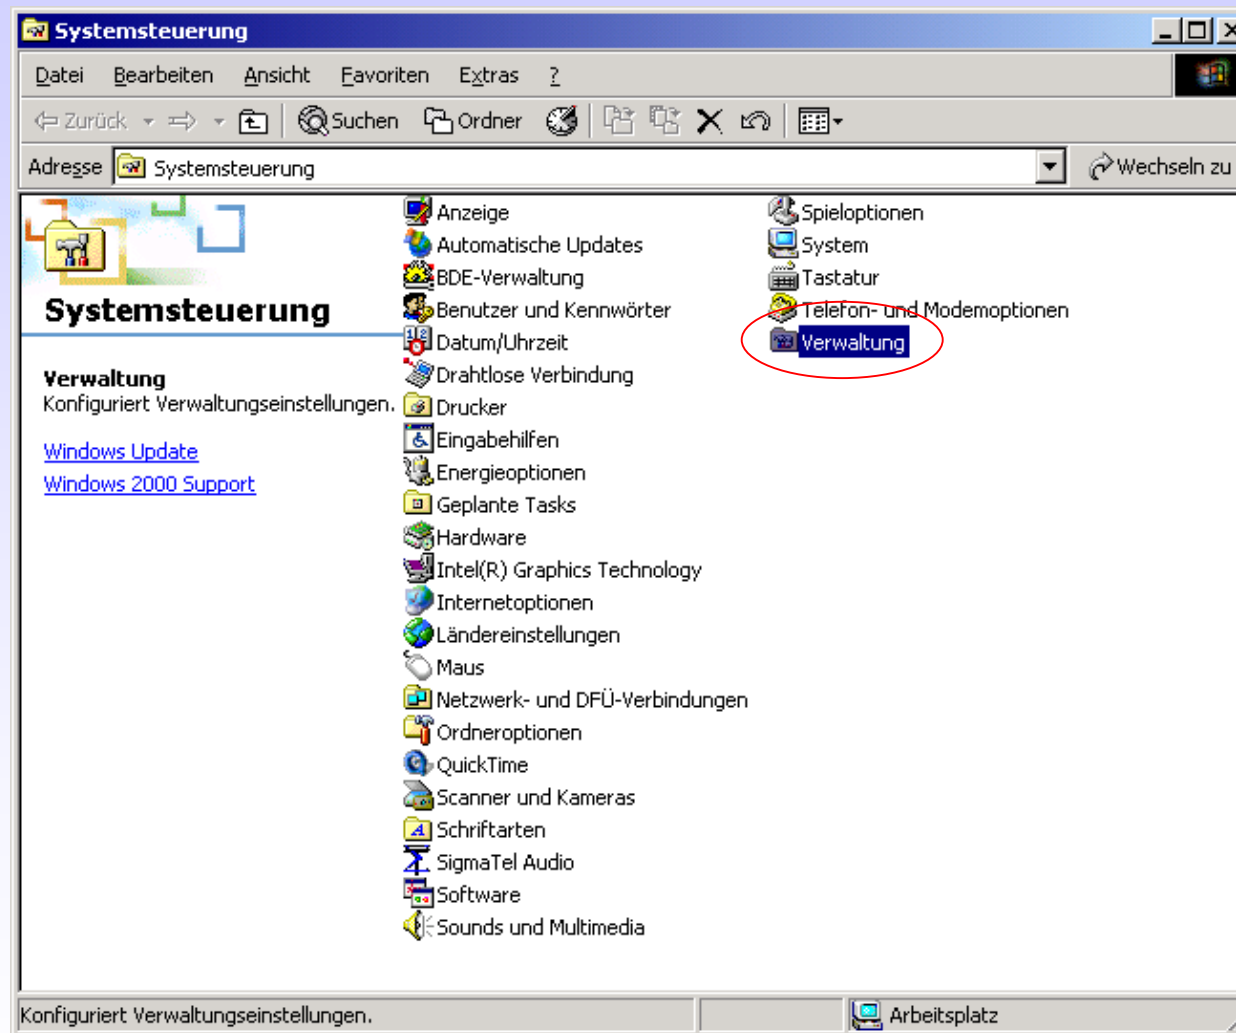 Systemsteuerung
Datei Bearbeiten Ansicht Favoriten Extras ?
Zurück Suchen Ordner
Adresse Systemsteuerung Wechseln zu
Systemsteuerung
Verwaltung
Konfiguriert Verwaltungseinstellungen.
Windows Update
Windows 2000 Support
Anzeige
Automatische Updates
BDE-Verwaltung
Benutzer und Kennwörter
Datum/Uhrzeit
Drahtlose Verbindung
Drucker
Eingabehilfen
Energieoptionen
Geplante Tasks
Hardware
Intel(R) Graphics Technology
Internetoptionen
Ländereinstellungen
Maus
Netzwerk- und DFÜ-Verbindungen
Ordneroptionen
QuickTime
Scanner und Kameras
Schriftarten
SigmaTel Audio
Software
Sounds und Multimedia
Spieloptionen
System
Tastatur
Telefon- und Modemoptionen
Verwaltung
Konfiguriert Verwaltungseinstellungen. Arbeitsplatz